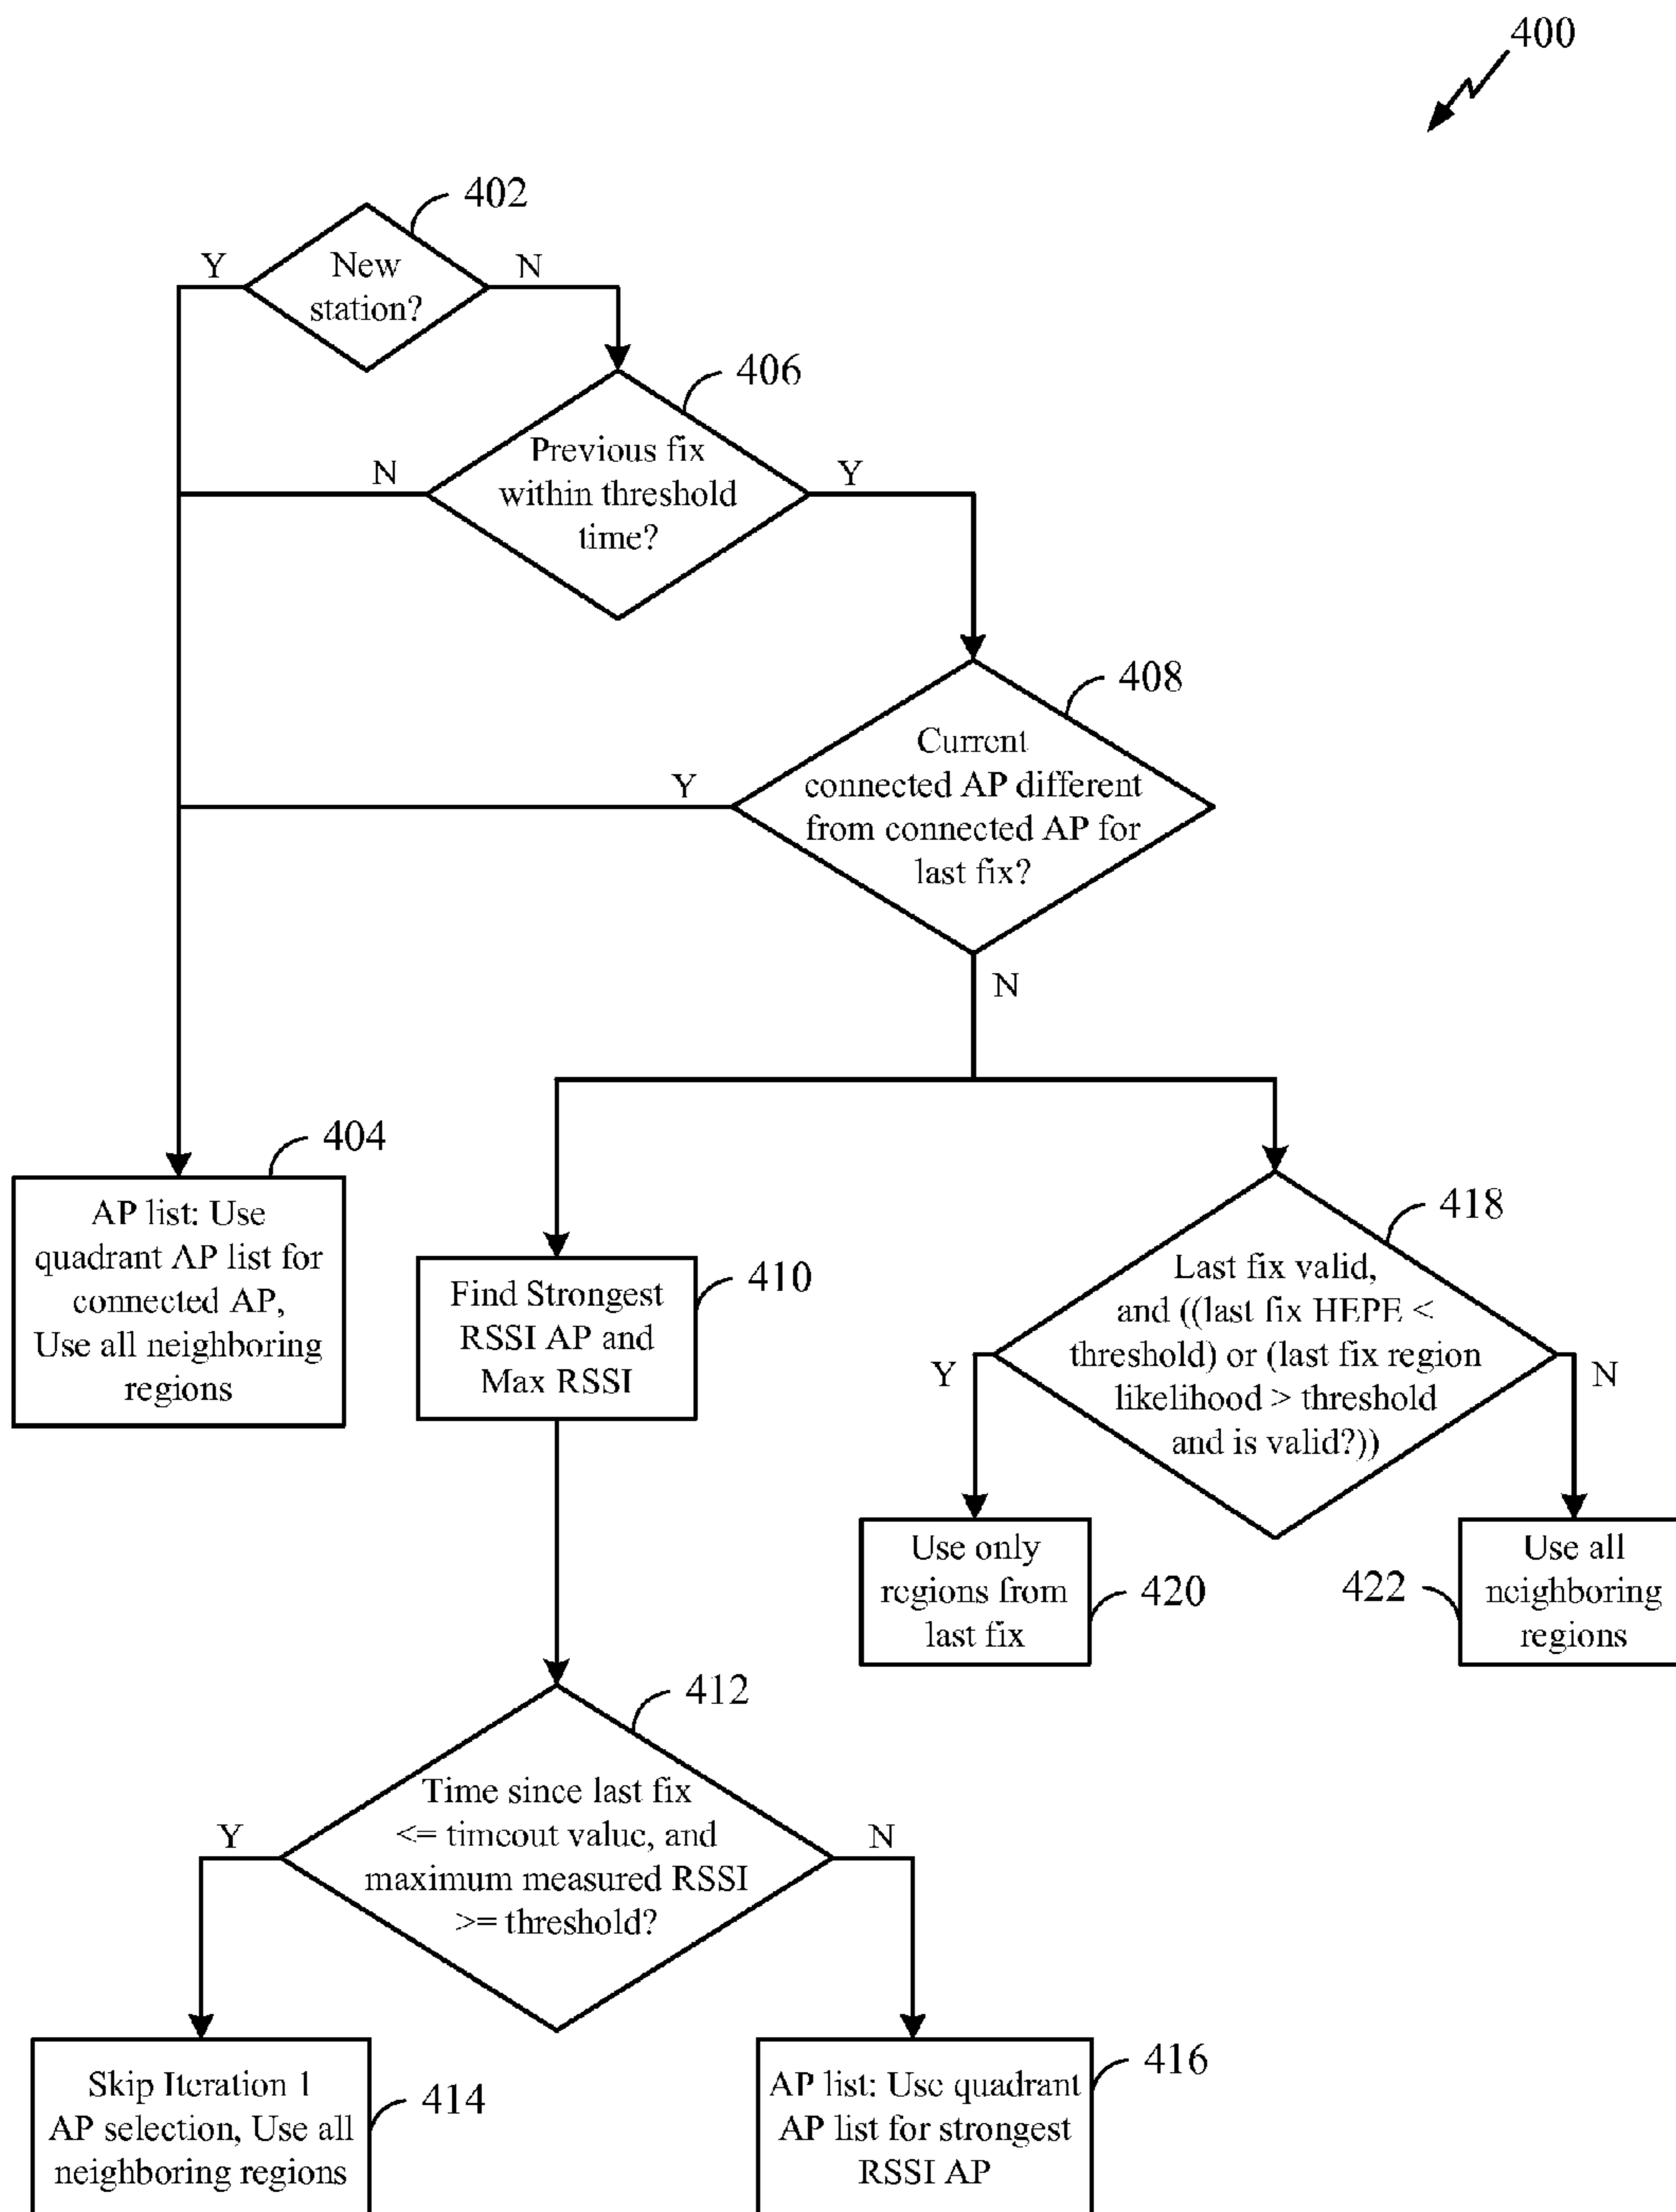 400
402
Y
New
station?
N
406
N
Previous fix
within threshold
time?
Y
408
Y
Current
connected AP different
from connected AP for
last fix?
N
404
AP list: Use
quadrant AP list for
connected AP,
Use all neighboring
regions
Find Strongest
RSSI AP and
Max RSSI
410
418
Last fix valid,
and ((last fix HEPE <
threshold) or (last fix region
likelihood > threshold
and is valid?))
Y
N
Use only
regions from
last fix
420
422
Use all
neighboring
regions
412
Y
Time since last fix
<= timeout value, and
maximum measured RSSI
>= threshold?
N
Skip Iteration 1
AP selection, Use all
neighboring regions
414
AP list: Use quadrant
AP list for strongest
RSSI AP
416